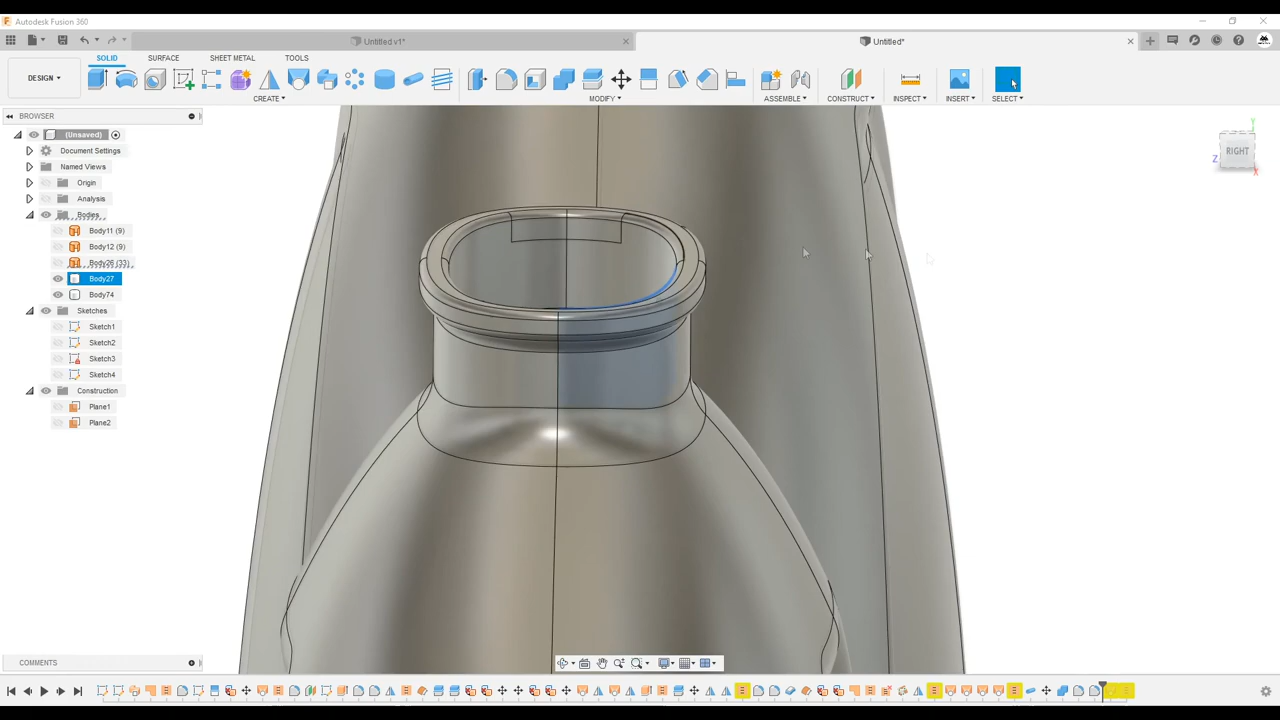 Autodesk Fusion 360
Untitled v1*
Untitled*
SOLID SURFACE SHEET METAL TOOLS
DESIGN
CREATE MODIFY ASSEMBLE CONSTRUCT INSPECT INSERT SELECT
BROWSER
(Unsaved)
Document Settings
Named Views
Origin
Analysis
Bodies
Body11 (9)
Body12 (9)
Body26 (33)
Body27
Body74
Sketches
Sketch1
Sketch2
Sketch3
Sketch4
Construction
Plane1
Plane2
Y
RIGHT
Z
X
COMMENTS